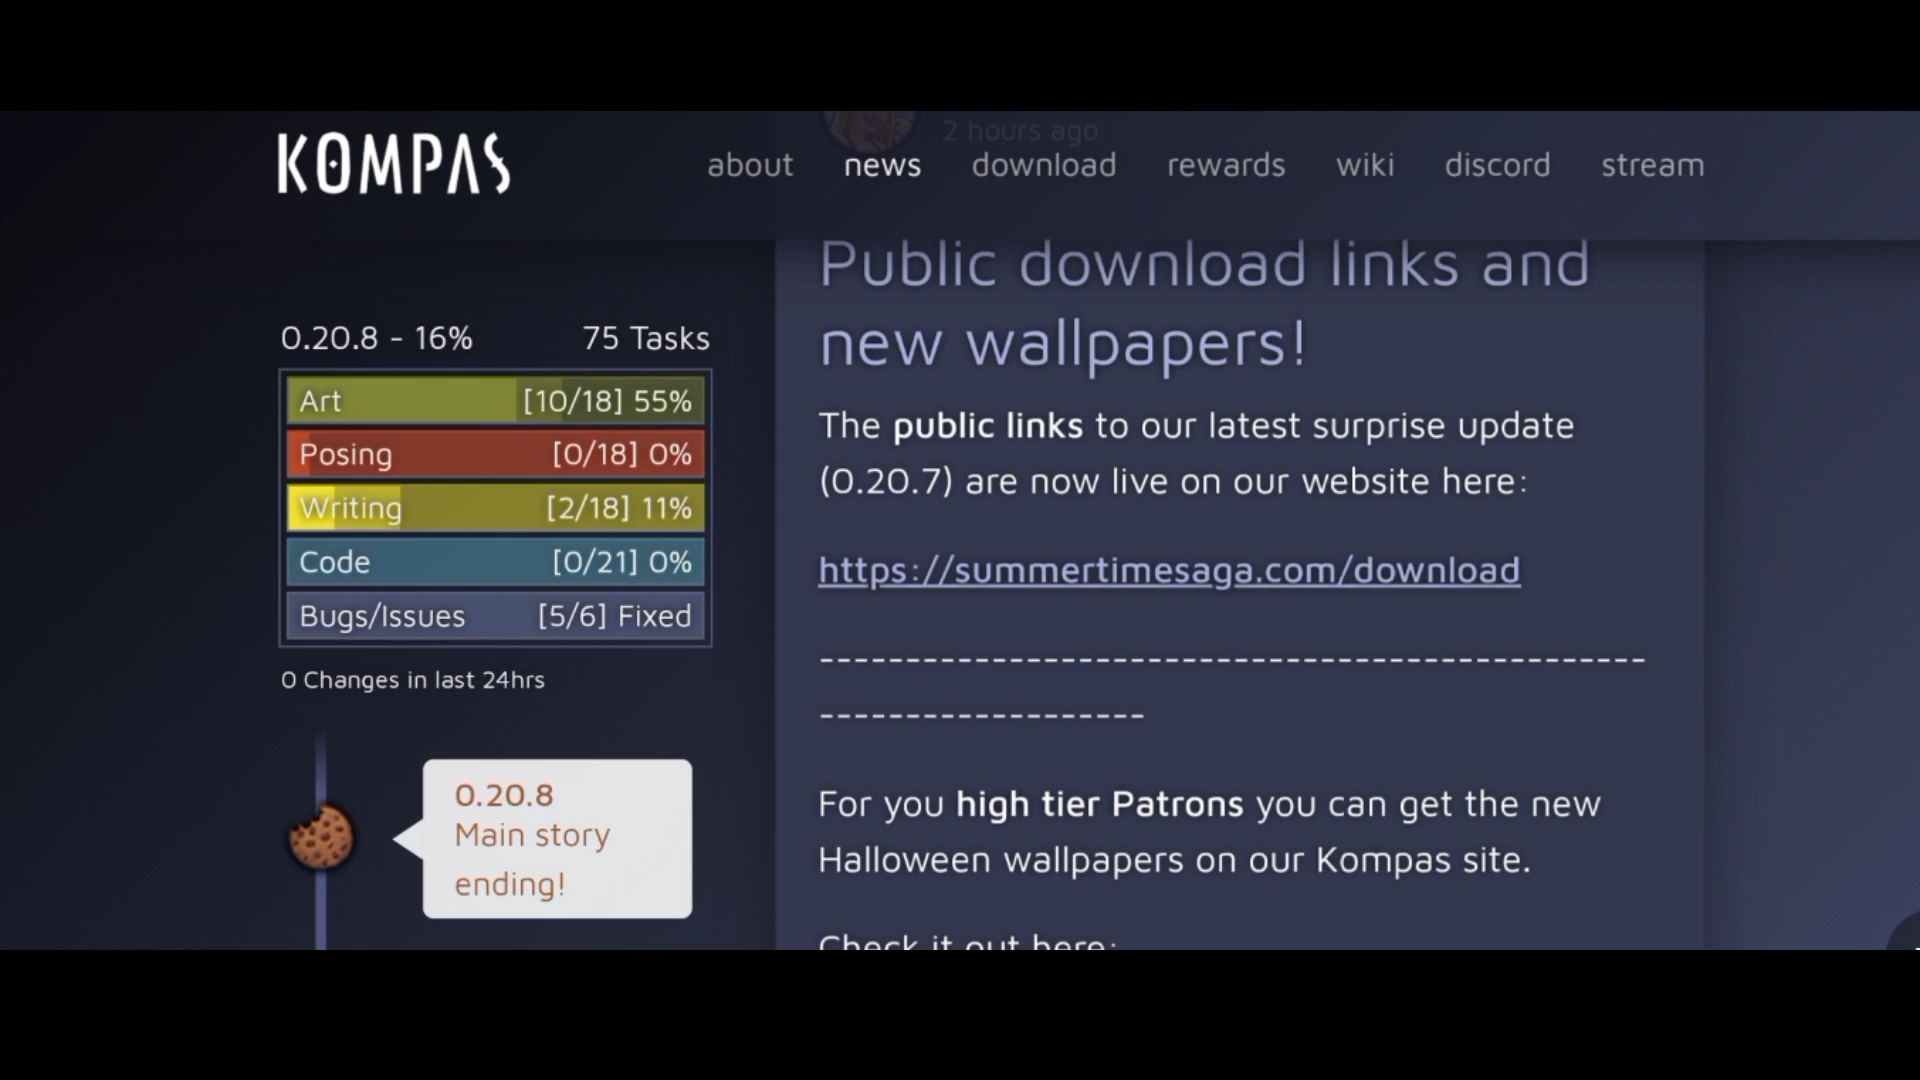 KOMPAS
2 hours ago
about news download rewards wiki discord stream
0.20.8 - 16% 75 Tasks
Art [10/18] 55%
Posing [0/18] 0%
Writing [2/18] 11%
Code [0/21] 0%
Bugs/Issues [5/6] Fixed
0 Changes in last 24hrs
0.20.8
Main story
ending!
Public download links and
new wallpapers!
The public links to our latest surprise update
(0.20.7) are now live on our website here:
https://summertimesaga.com/download
------------------------------------------------
-------------------
For you high tier Patrons you can get the new
Halloween wallpapers on our Kompas site.
Check it out here: